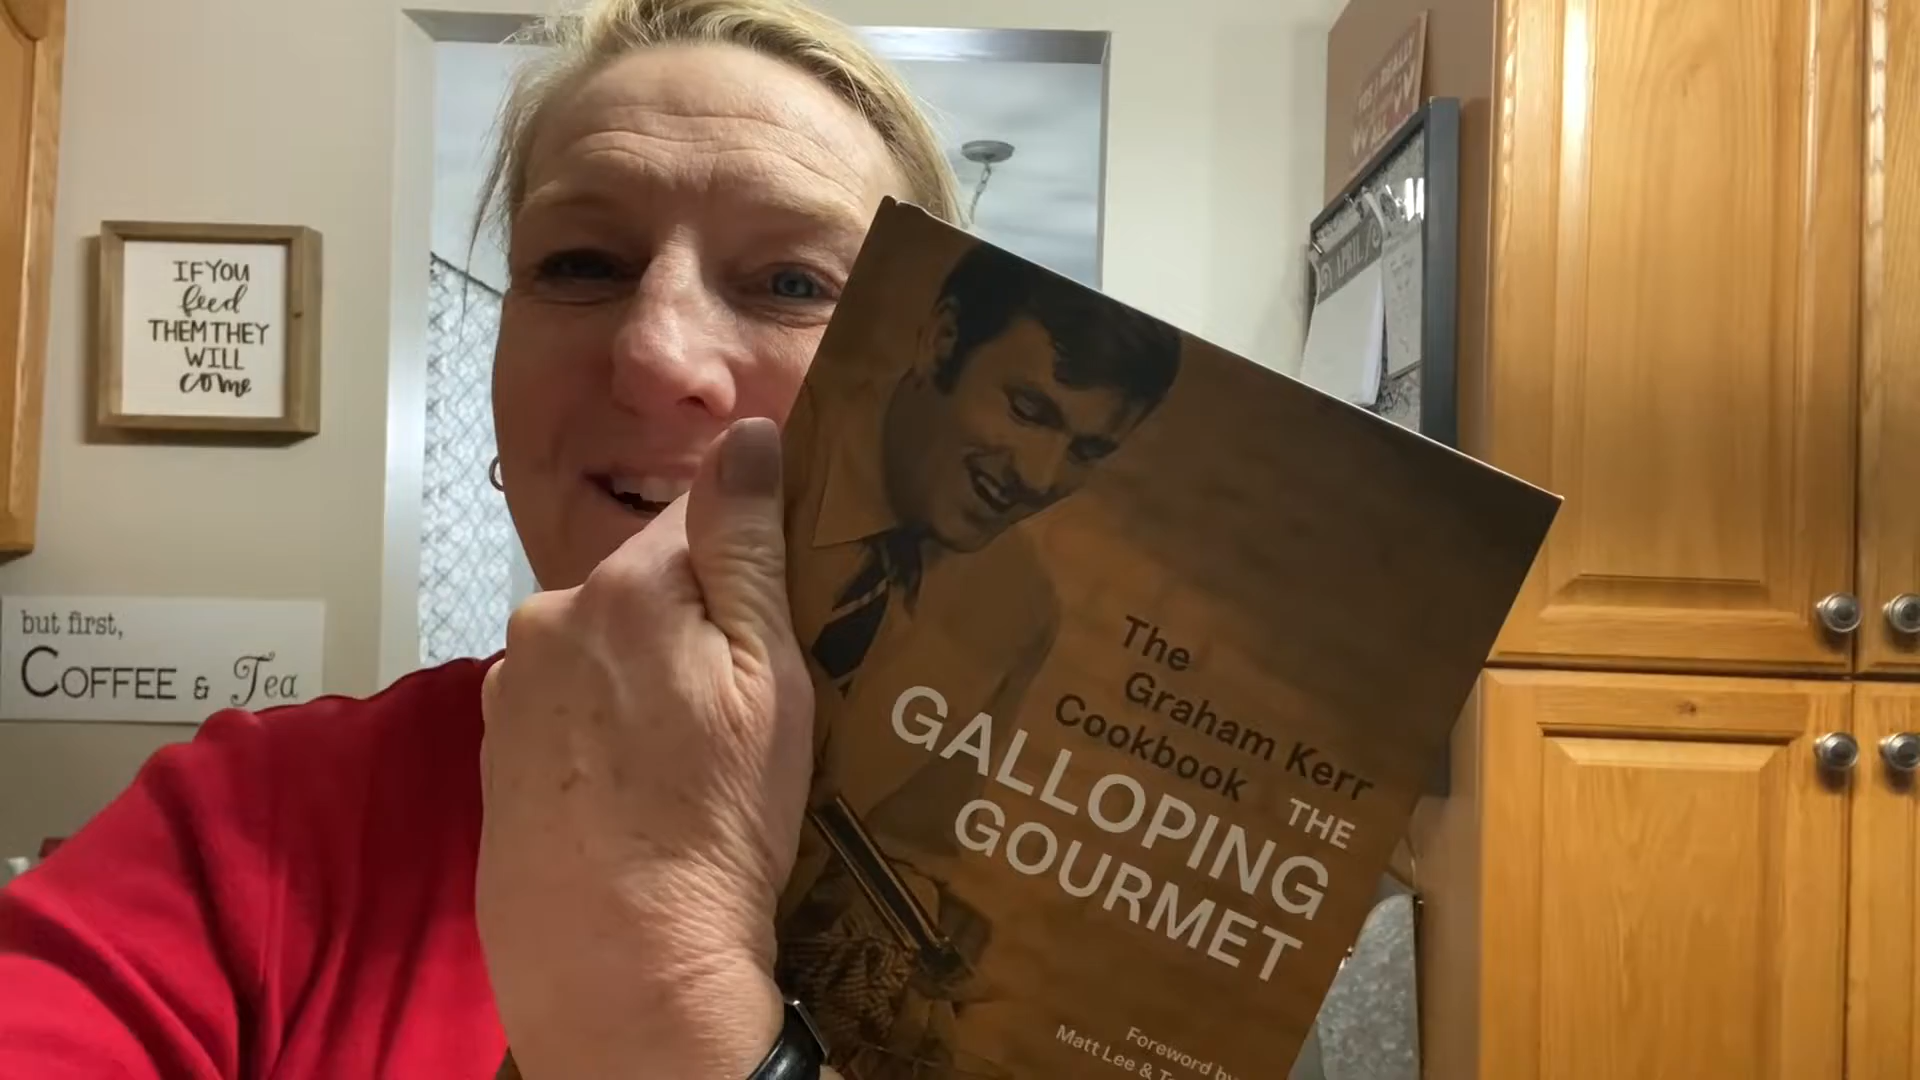 IF YOU
feed
THEM THEY
WILL
come
but first,
COFFEE & Tea
APRIL
The
Graham Kerr
Cookbook
THE
GALLOPING
GOURMET
Foreword by
Matt Lee &